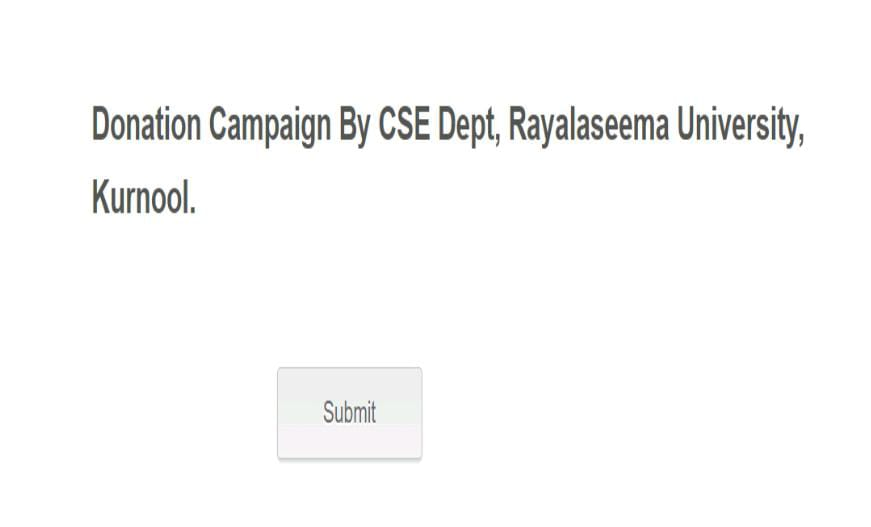 Donation Campaign By CSE Dept, Rayalaseema University,
Kurnool.
Submit